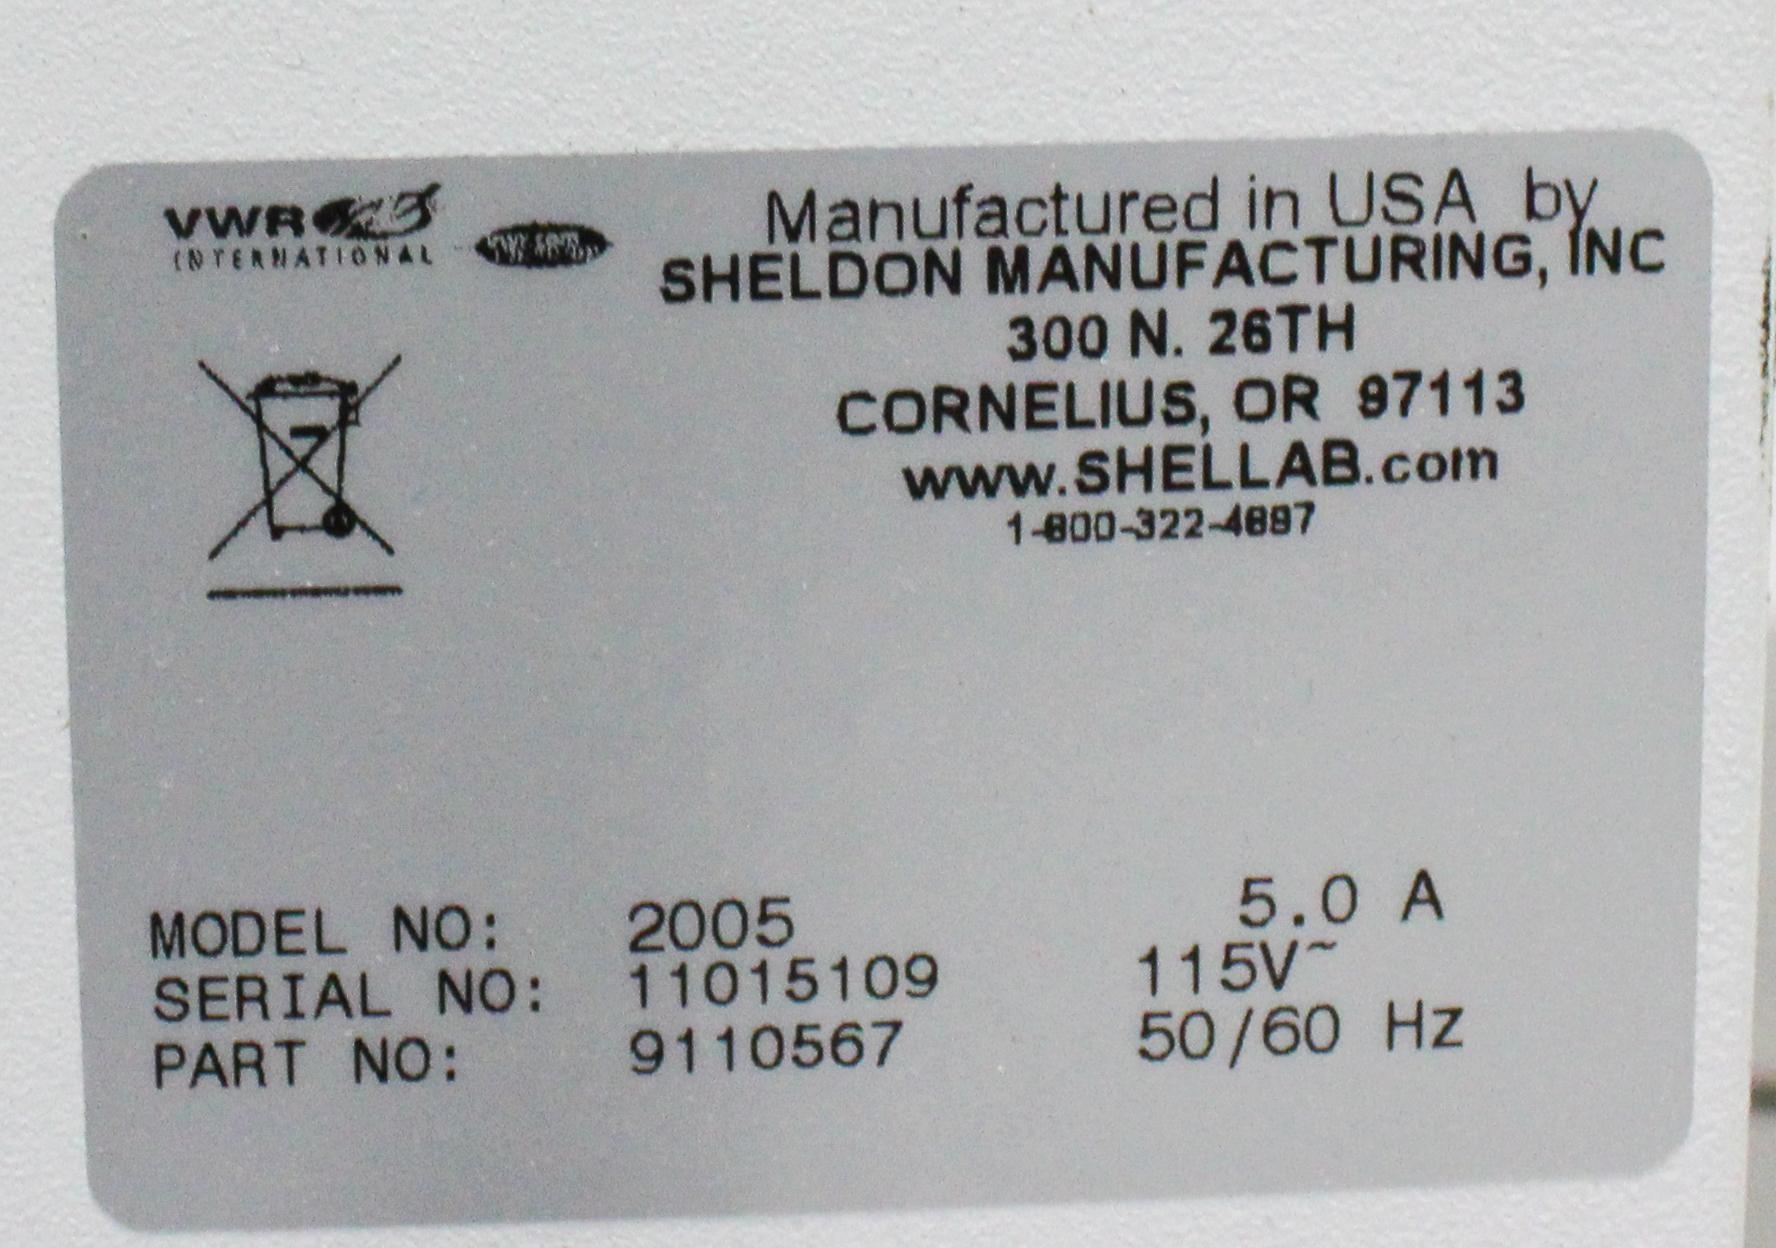 VWR
INTERNATIONAL
Manufactured in USA by
SHELDON MANUFACTURING, INC
300 N. 26TH
CORNELIUS, OR 97113
www.SHELLAB.com
1-800-322-4897
MODEL NO: 2005 5.0 A
SERIAL NO: 11015109 115V~
PART NO: 9110567 50/60 Hz